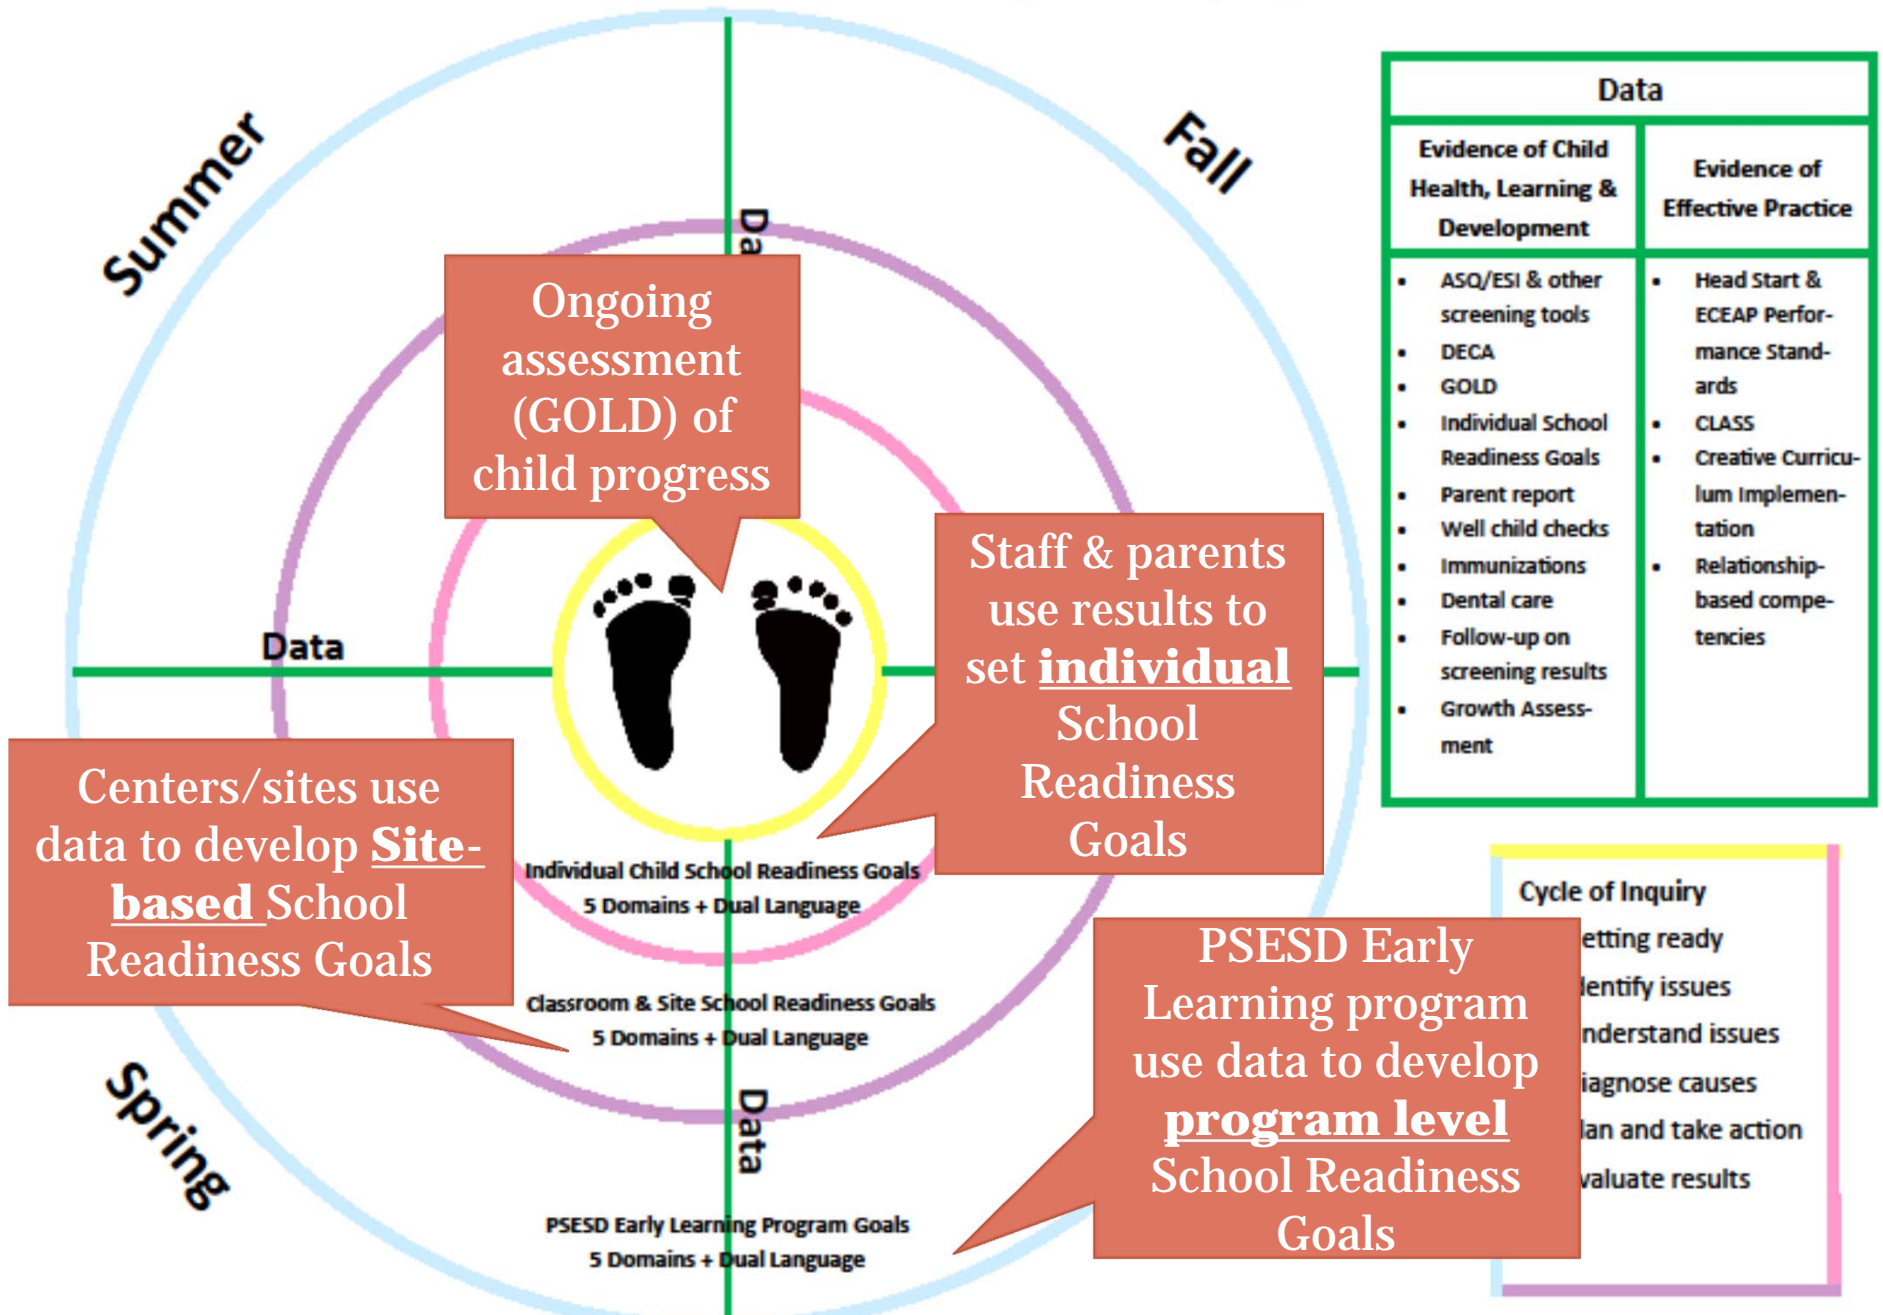 Summer
Fall
Da
Ongoing
assessment
(GOLD) of
child progress
Staff & parents
use results to
set individual
School
Readiness
Goals
Data
Centers/sites use
data to develop Site-
based School
Readiness Goals
Individual Child School Readiness Goals
5 Domains + Dual Language
Classroom & Site School Readiness Goals
5 Domains + Dual Language
Data
Spring
PSESD Early Learning Program Goals
5 Domains + Dual Language
PSESD Early
Learning program
use data to develop
program level
School Readiness
Goals
Data
Evidence of Child
Health, Learning &
Development
• ASQ/ESI & other
screening tools
• DECA
• GOLD
• Individual School
Readiness Goals
• Parent report
• Well child checks
• Immunizations
• Dental care
• Follow-up on
screening results
• Growth Assess-
ment
Evidence of
Effective Practice
• Head Start &
ECEAP Perfor-
mance Stand-
ards
• CLASS
• Creative Curricu-
lum Implemen-
tation
• Relationship-
based compe-
tencies
Cycle of Inquiry
etting ready
dentify issues
nderstand issues
iagnose causes
lan and take action
valuate results